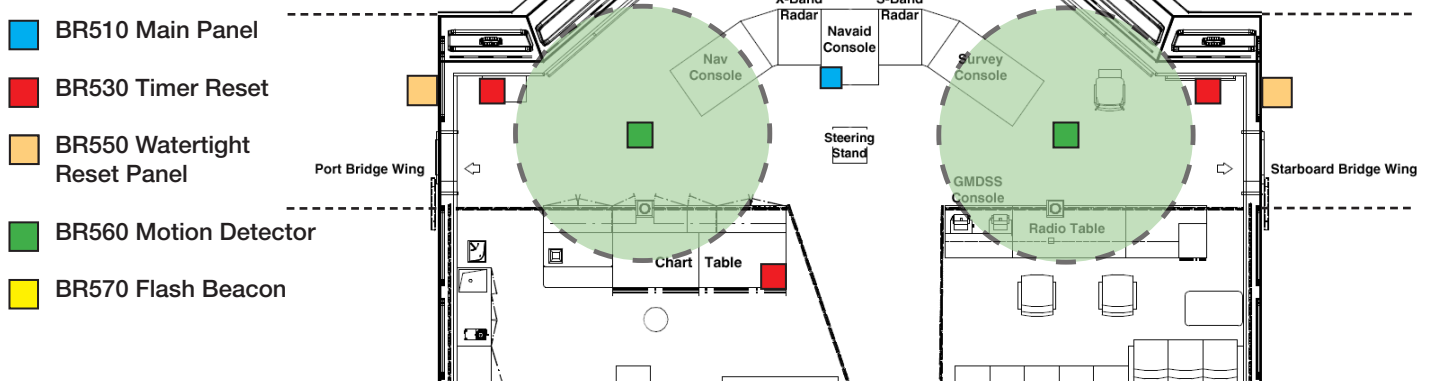 BR510 Main Panel
BR530 Timer Reset
BR550 Watertight
Reset Panel
BR560 Motion Detector
BR570 Flash Beacon
X-Band
Radar
S-Band
Radar
Navaid
Console
Nav
Console
Survey
Console
Steering
Stand
Port Bridge Wing
Starboard Bridge Wing
GMDSS
Console
Radio Table
Chart Table